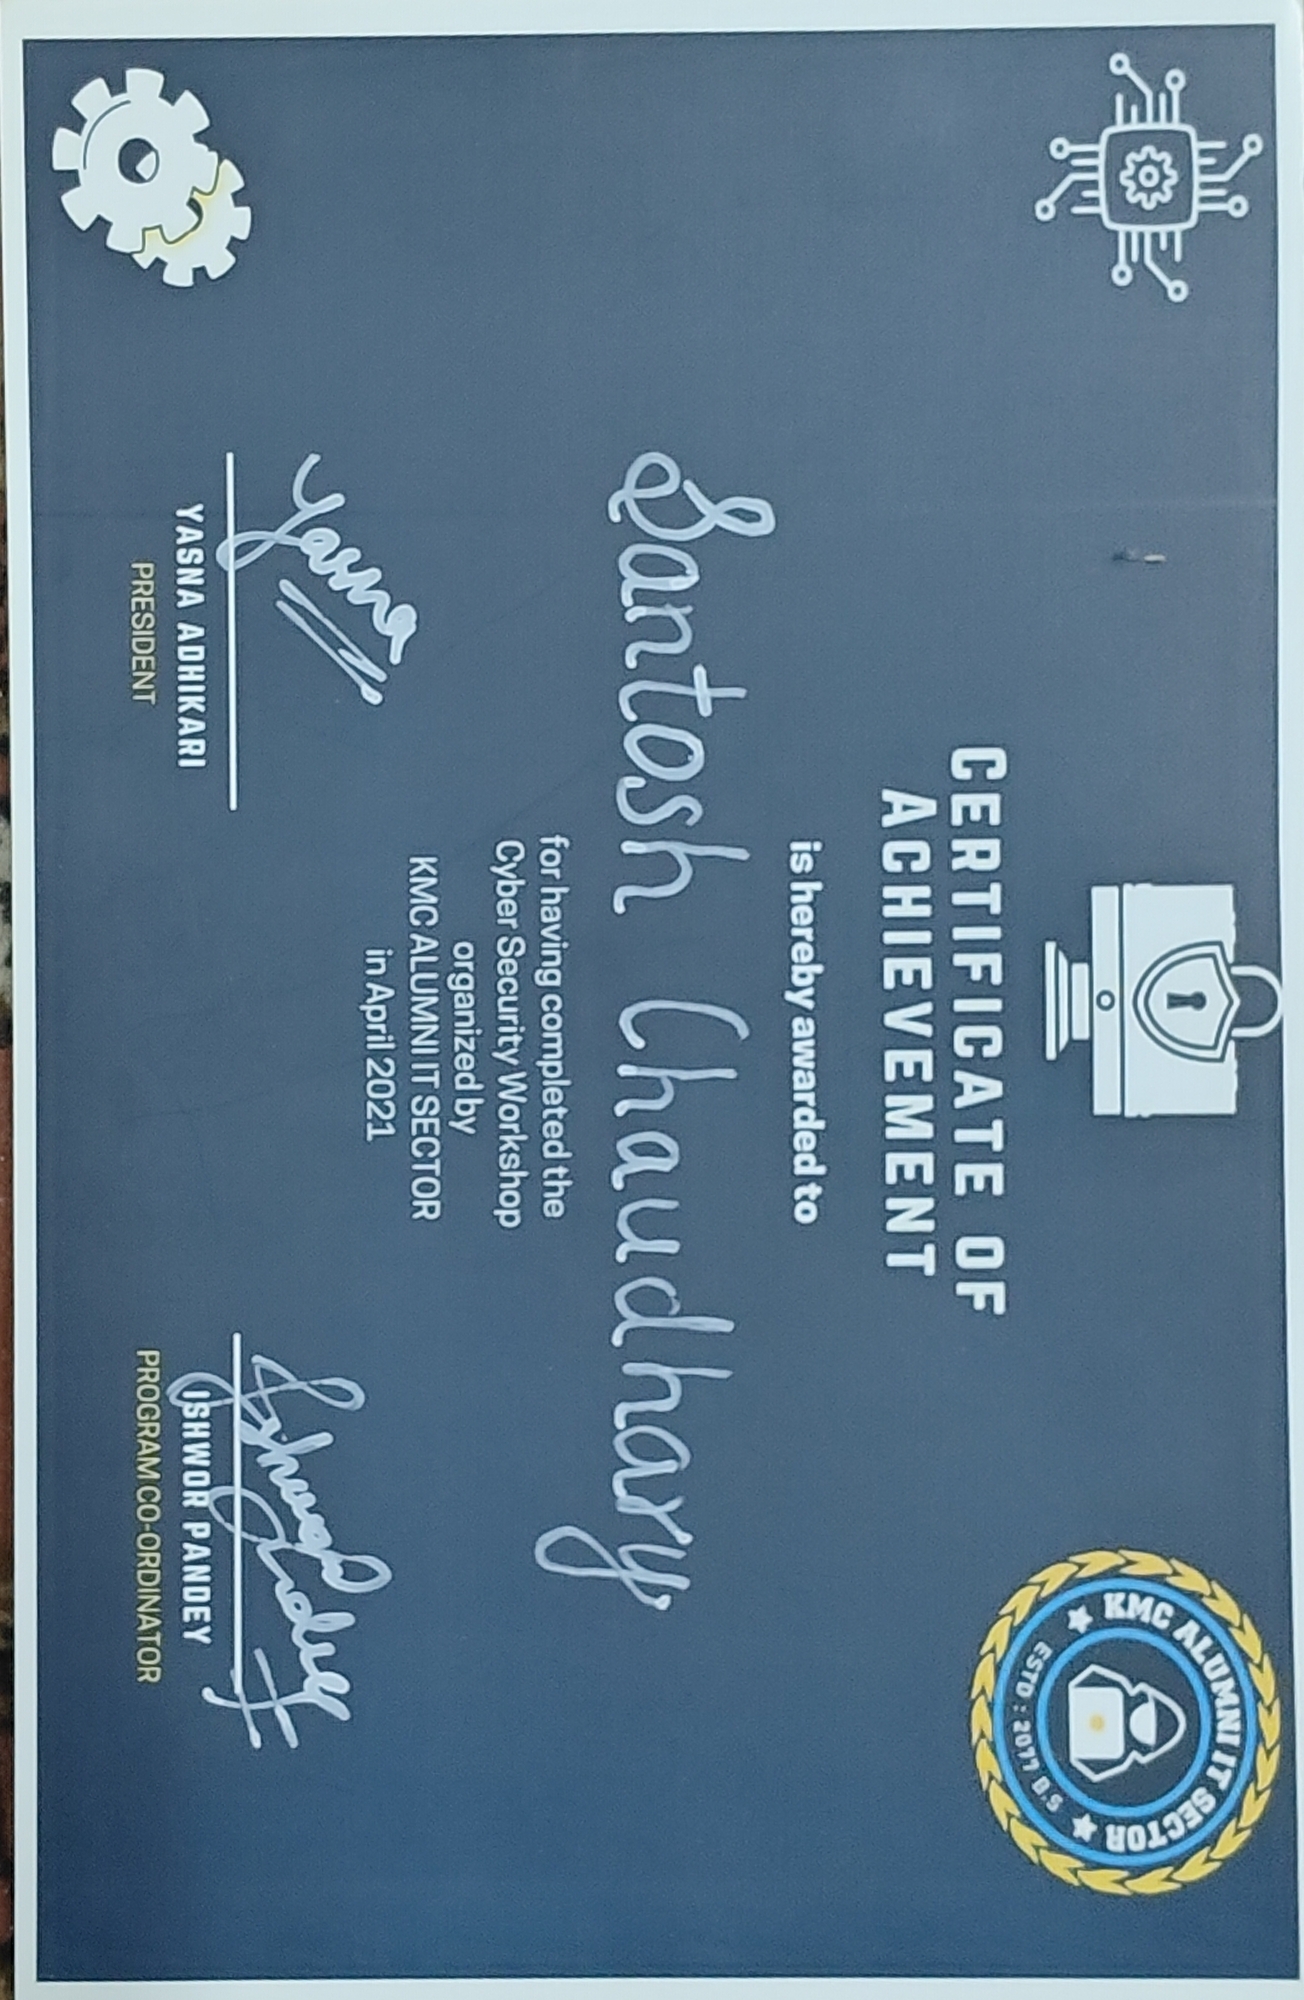 KMC ALUMNI IT SECTOR
ESTD : 2077 B.S
CERTIFICATE OF
ACHIEVEMENT
is hereby awarded to
Santosh Chaudhary
for having completed the
Cyber Security Workshop
organized by
KMC ALUMNI IT SECTOR
in April 2021
Yasna
Ishwor Pandey
YASNA ADHIKARI
ISHWOR PANDEY
PRESIDENT
PROGRAM CO-ORDINATOR